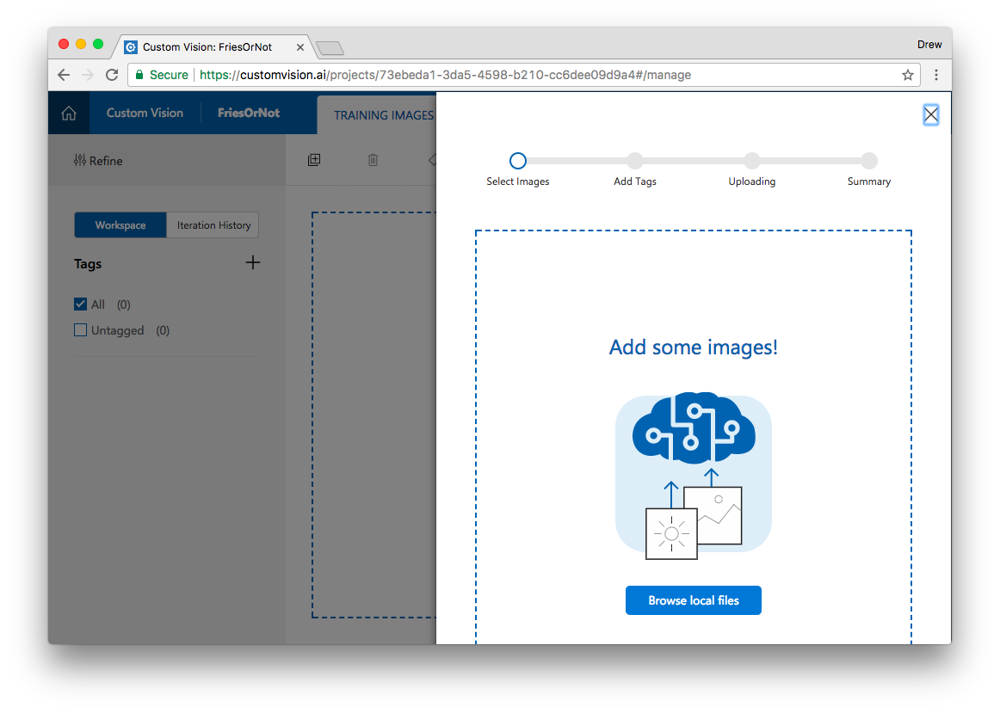 Custom Vision: FriesOrNot
Drew
Secure
https://customvision.ai/projects/73ebeda1-3da5-4598-b210-cc6dee09d9a4#/manage
Custom Vision
FriesOrNot
TRAINING IMAGES
Refine
Workspace
Iteration History
Tags
All (0)
Untagged (0)
Select Images
Add Tags
Uploading
Summary
Add some images!
Browse local files